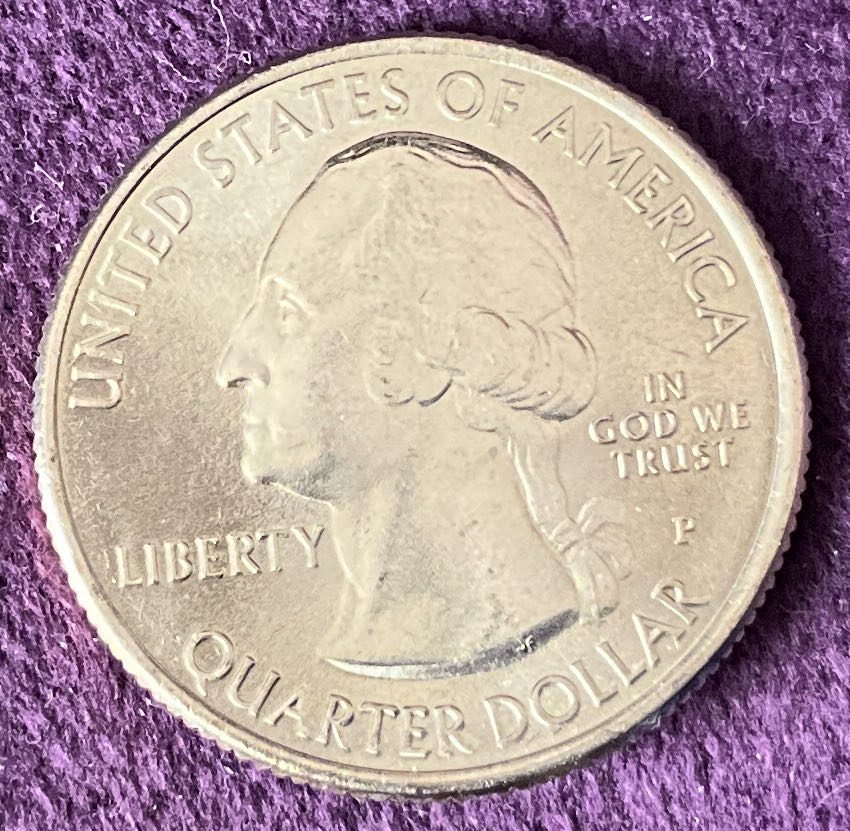 UNITED STATES OF AMERICA
IN
GOD WE
TRUST
P
LIBERTY
QUARTER DOLLAR